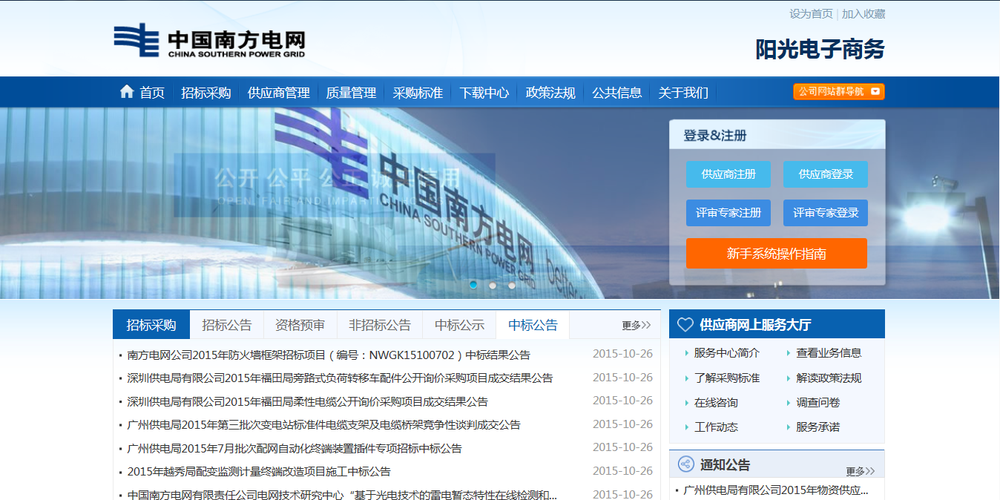 设为首页 | 加入收藏
中国南方电网
CHINA SOUTHERN POWER GRID
阳光电子商务
首页 招标采购 供应商管理 质量管理 采购标准 下载中心 政策法规 公共信息 关于我们 公司网站群导航
公开 公平 公正 诚实信用
中国南方电网
CHINA SOUTHERN POWER GRID
登录&注册
供应商注册 供应商登录
评审专家注册 评审专家登录
新手系统操作指南
招标采购 招标公告 资格预审 非招标公告 中标公示 中标公告 更多>>
南方电网公司2015年防火墙框架招标项目（编号：NWGK15100702）中标结果公告 2015-10-26
深圳供电局有限公司2015年福田局旁路式负荷转移车配件公开询价采购项目成交结果公告 2015-10-26
深圳供电局有限公司2015年福田局柔性电缆公开询价采购项目成交结果公告 2015-10-26
广州供电局2015年第三批次变电站标准件电缆支架及电缆桥架竞争性谈判成交公告 2015-10-26
广州供电局2015年7月批次配网自动化终端装置插件专项招标中标公告 2015-10-26
2015年越秀局配变监测计量终端改造项目施工中标公告 2015-10-26
中国南方电网有限责任公司电网技术研究中心“基于光电技术的雷电暂态特性在线检测和... 2015-10-26
供应商网上服务大厅
服务中心简介 查看业务信息
了解采购标准 解读政策法规
在线咨询 调查问卷
工作动态 服务承诺
通知公告 更多>>
广州供电局有限公司2015年物资供应...